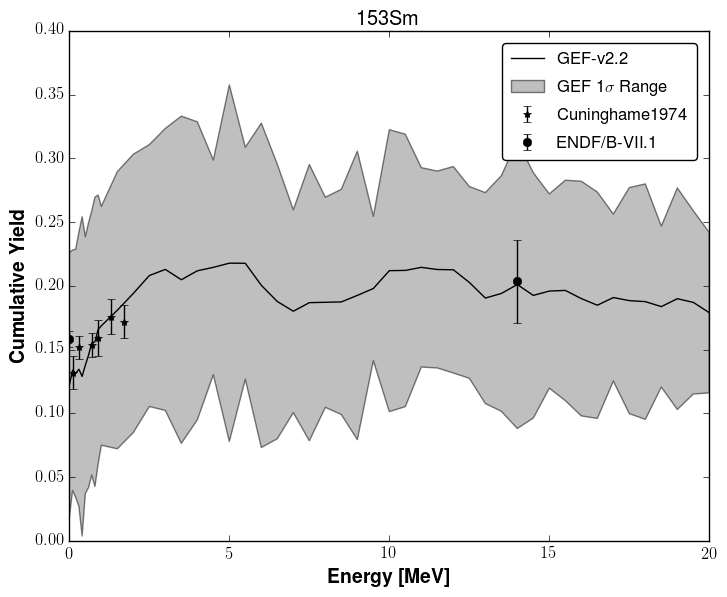 153Sm
0.40
0.35
0.30
0.25
0.20
0.15
0.10
0.05
0.00
Cumulative Yield
GEF-v2.2
GEF 1σ Range
Cuninghame1974
ENDF/B-VII.1
0 5 10 15 20
Energy [MeV]